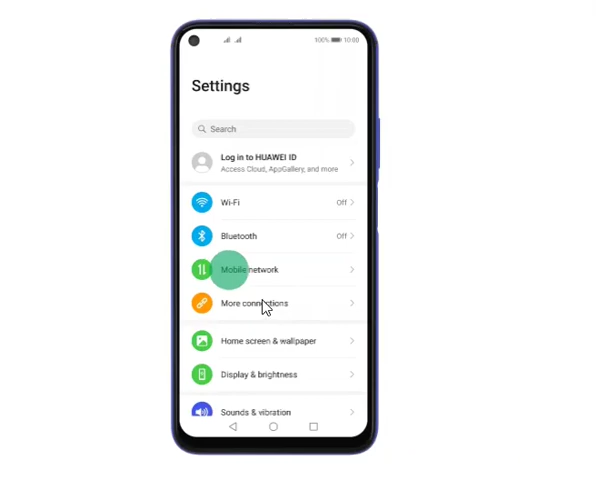 100% 10:00
Settings
Search
Log in to HUAWEI ID
Access Cloud, AppGallery, and more
Wi-Fi Off
Bluetooth Off
Mobile network
More connections
Home screen & wallpaper
Display & brightness
Sounds & vibration